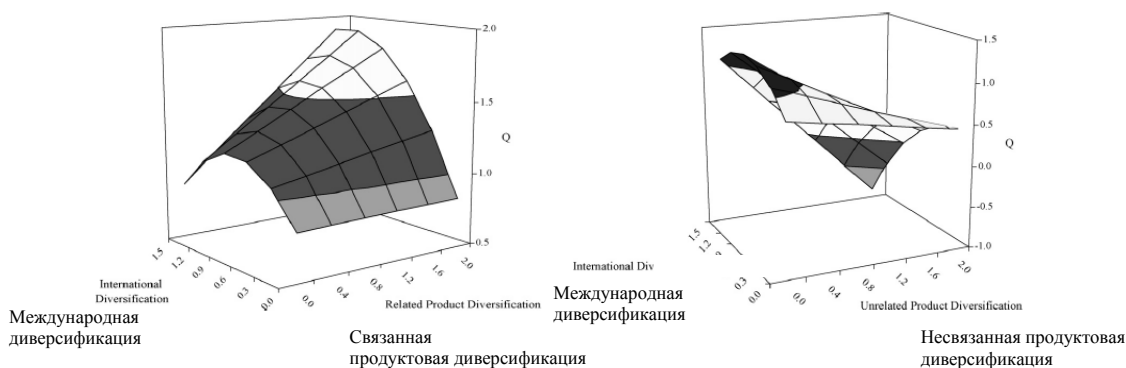 2.0
1.5
Q
1.0
0.5
1.5
1.2
0.9
0.6
0.3
0.0
0.0
0.4
0.8
1.2
1.6
2.0
International
Diversification
Related Product Diversification
Международная
диверсификация
Связанная
продуктовая диверсификация
1.5
1.0
0.5
Q
0.0
-0.5
-1.0
1.5
1.2
0.3
0.0
0.0
0.4
0.8
1.2
1.6
2.0
International Div
Unrelated Product Diversification
Международная
диверсификация
Несвязанная продуктовая
диверсификация